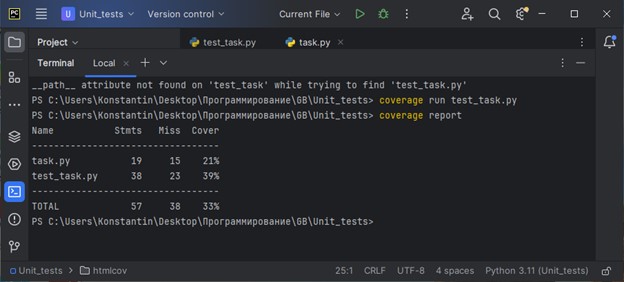 PC U Unit_tests Version control Current File
Project test_task.py task.py
Terminal Local
__path__ attribute not found on 'test_task' while trying to find 'test_task.py'
PS C:\Users\Konstantin\Desktop\Программирование\GB\Unit_tests> coverage run test_task.py
PS C:\Users\Konstantin\Desktop\Программирование\GB\Unit_tests> coverage report
Name Stmts Miss Cover
----------------------------------
task.py 19 15 21%
test_task.py 38 23 39%
----------------------------------
TOTAL 57 38 33%
PS C:\Users\Konstantin\Desktop\Программирование\GB\Unit_tests>
Unit_tests > htmlcov 25:1 CRLF UTF-8 4 spaces Python 3.11 (Unit_tests)